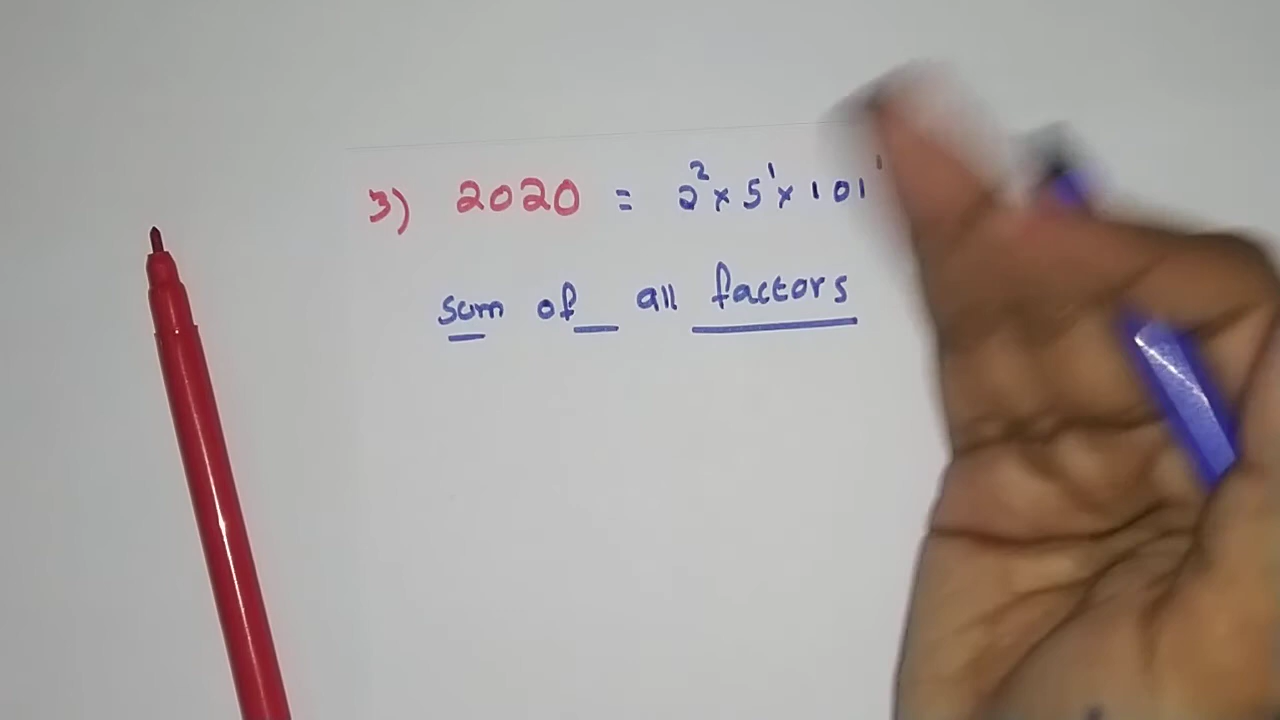 3) 2020 = 2² × 5¹ × 101¹
sum of all factors